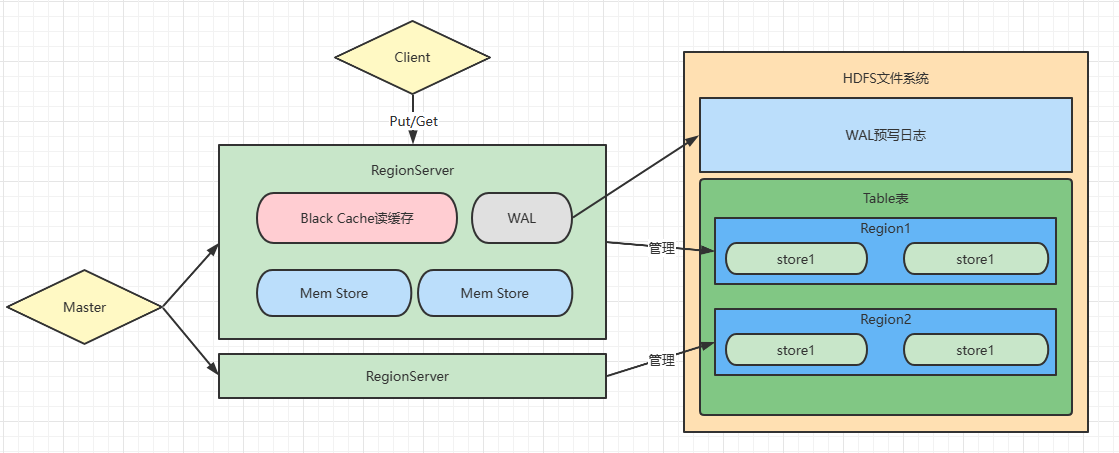 Client
Put/Get
RegionServer
Black Cache读缓存
WAL
Mem Store
Mem Store
Master
RegionServer
管理
管理
HDFS文件系统
WAL预写日志
Table表
Region1
store1
store1
Region2
store1
store1